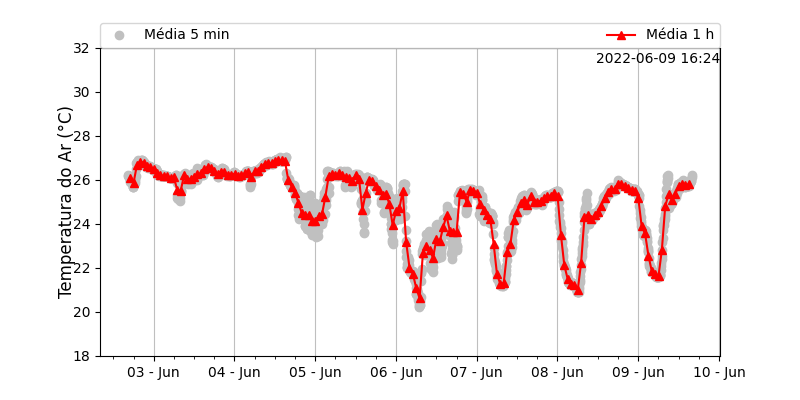 Média 5 min
Média 1 h
2022-06-09 16:24
Temperatura do Ar (°C)
32
30
28
26
24
22
20
18
03 - Jun
04 - Jun
05 - Jun
06 - Jun
07 - Jun
08 - Jun
09 - Jun
10 - Jun